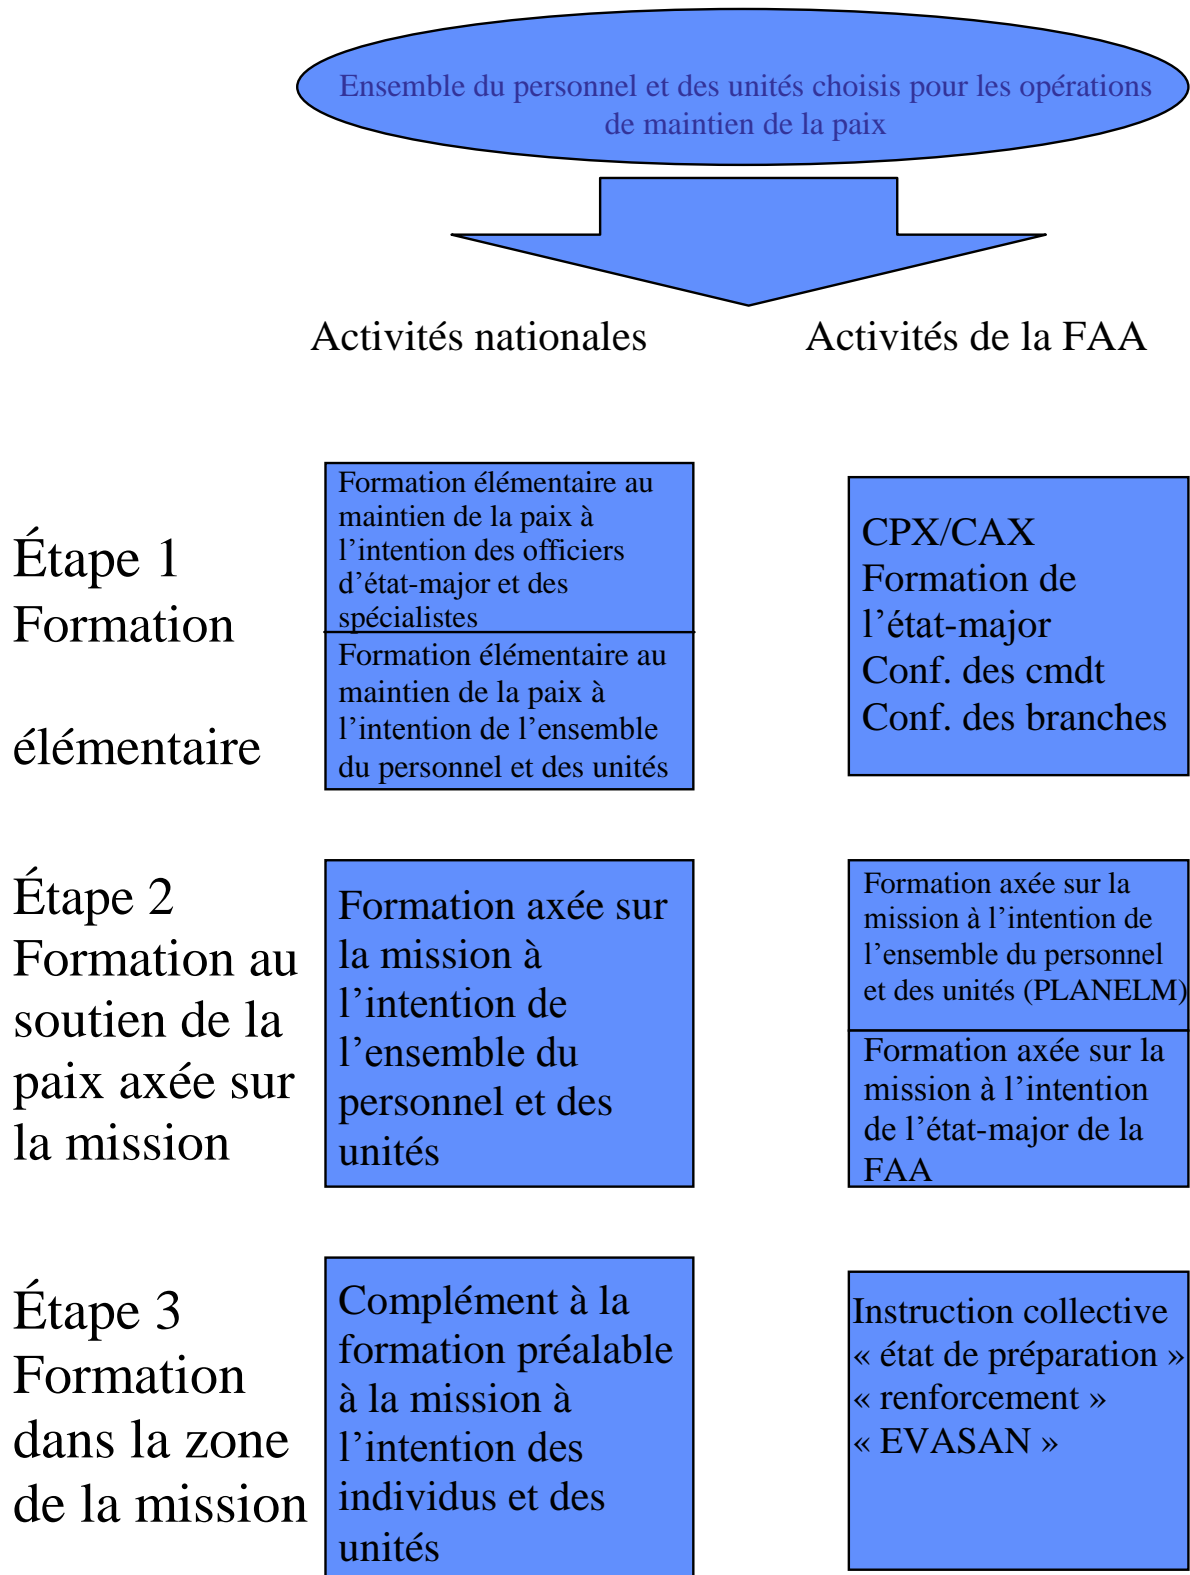 Ensemble du personnel et des unités choisis pour les opérations
de maintien de la paix
Activités nationales
Activités de la FAA
Étape 1
Formation
élémentaire
Formation élémentaire au
maintien de la paix à
l’intention des officiers
d’état-major et des
spécialistes
Formation élémentaire au
maintien de la paix à
l’intention de l’ensemble
du personnel et des unités
CPX/CAX
Formation de
l’état-major
Conf. des cmdt
Conf. des branches
Étape 2
Formation au
soutien de la
paix axée sur
la mission
Formation axée sur
la mission à
l’intention de
l’ensemble du
personnel et des
unités
Formation axée sur la
mission à l’intention de
l’ensemble du personnel
et des unités (PLANELM)
Formation axée sur la
mission à l’intention
de l’état-major de la
FAA
Étape 3
Formation
dans la zone
de la mission
Complément à la
formation préalable
à la mission à
l’intention des
individus et des
unités
Instruction collective
« état de préparation »
« renforcement »
« EVASAN »